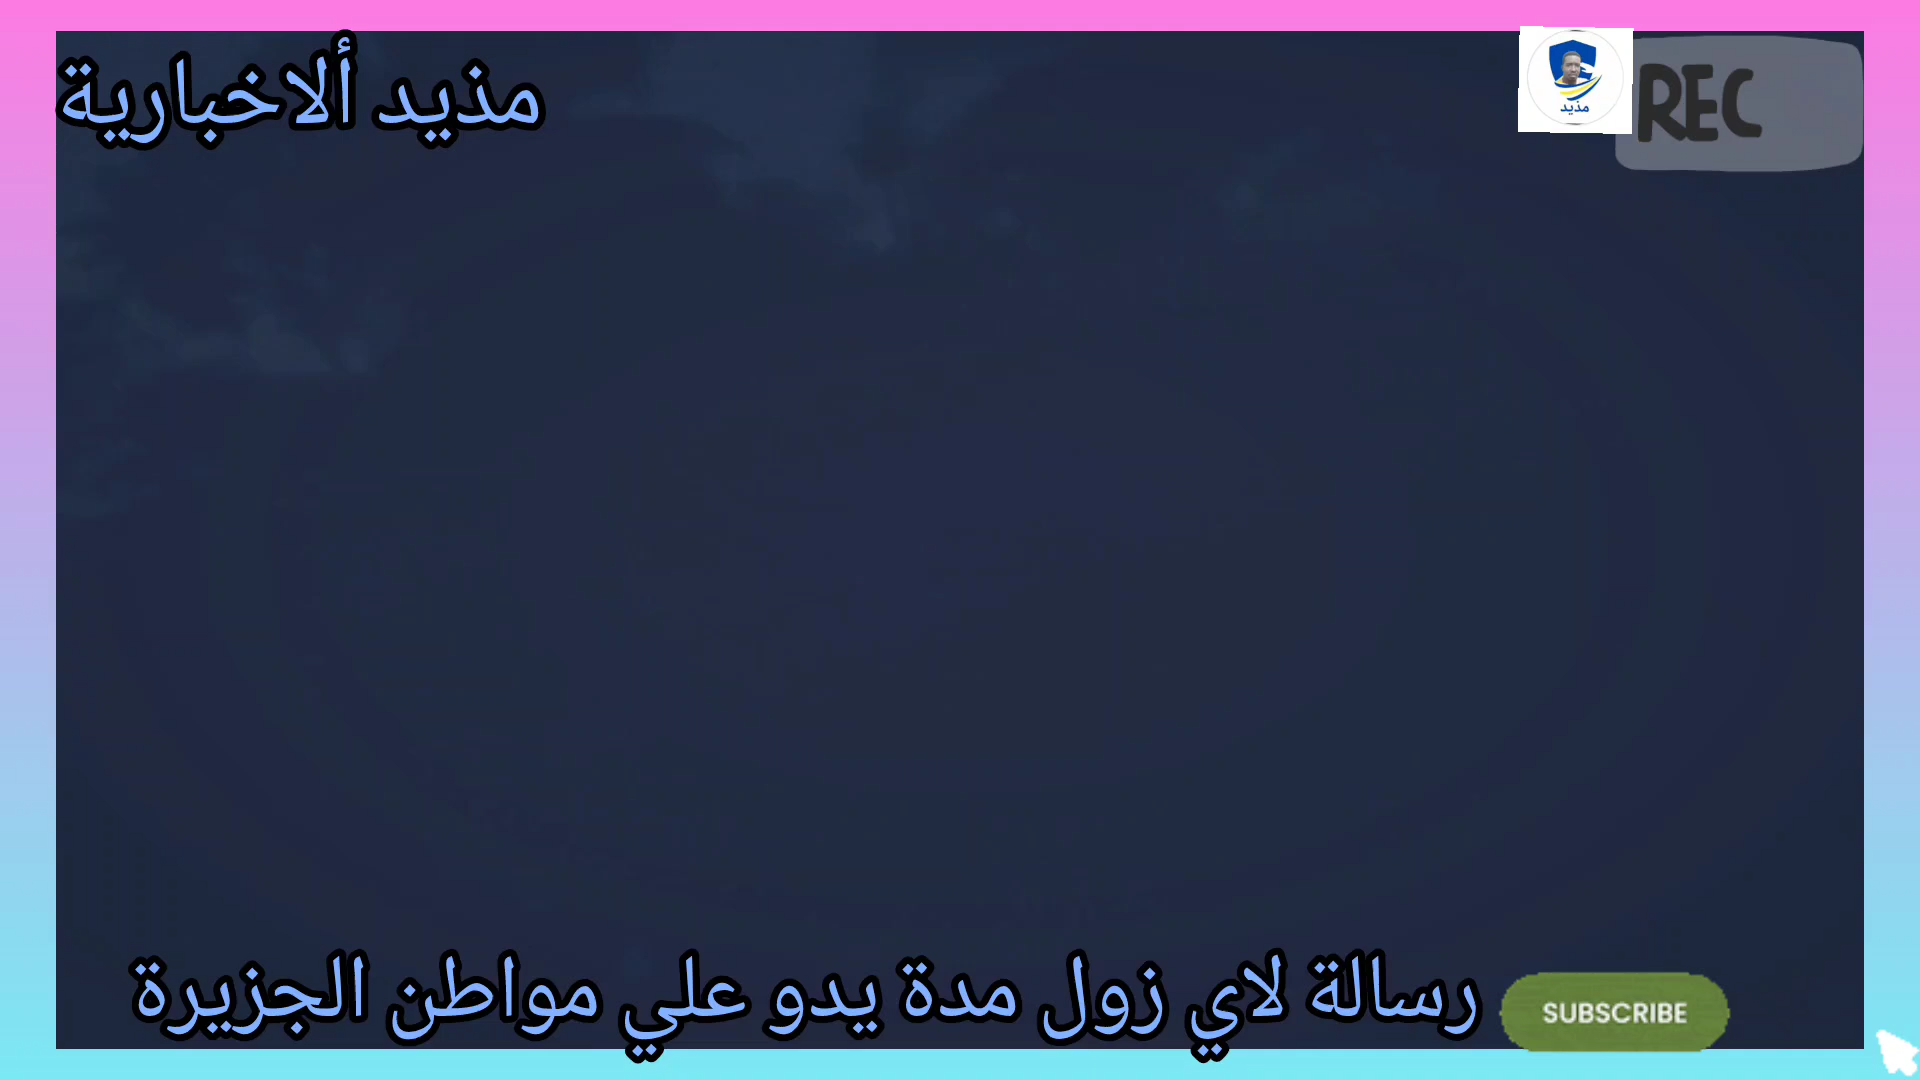 مذيد ألاخبارية
مذيد
REC
رسالة لاي زول مدة يدو علي مواطن الجزيرة
SUBSCRIBE